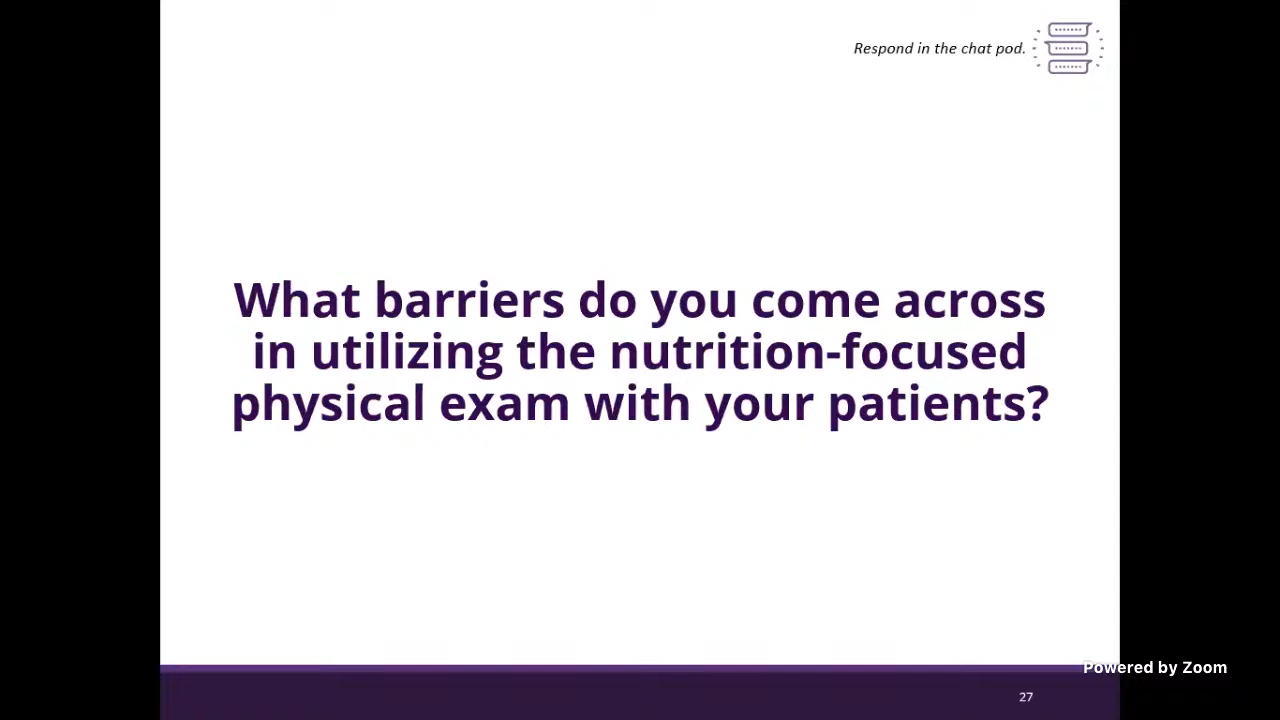 Respond in the chat pod.
What barriers do you come across
in utilizing the nutrition-focused
physical exam with your patients?
Powered by Zoom
27